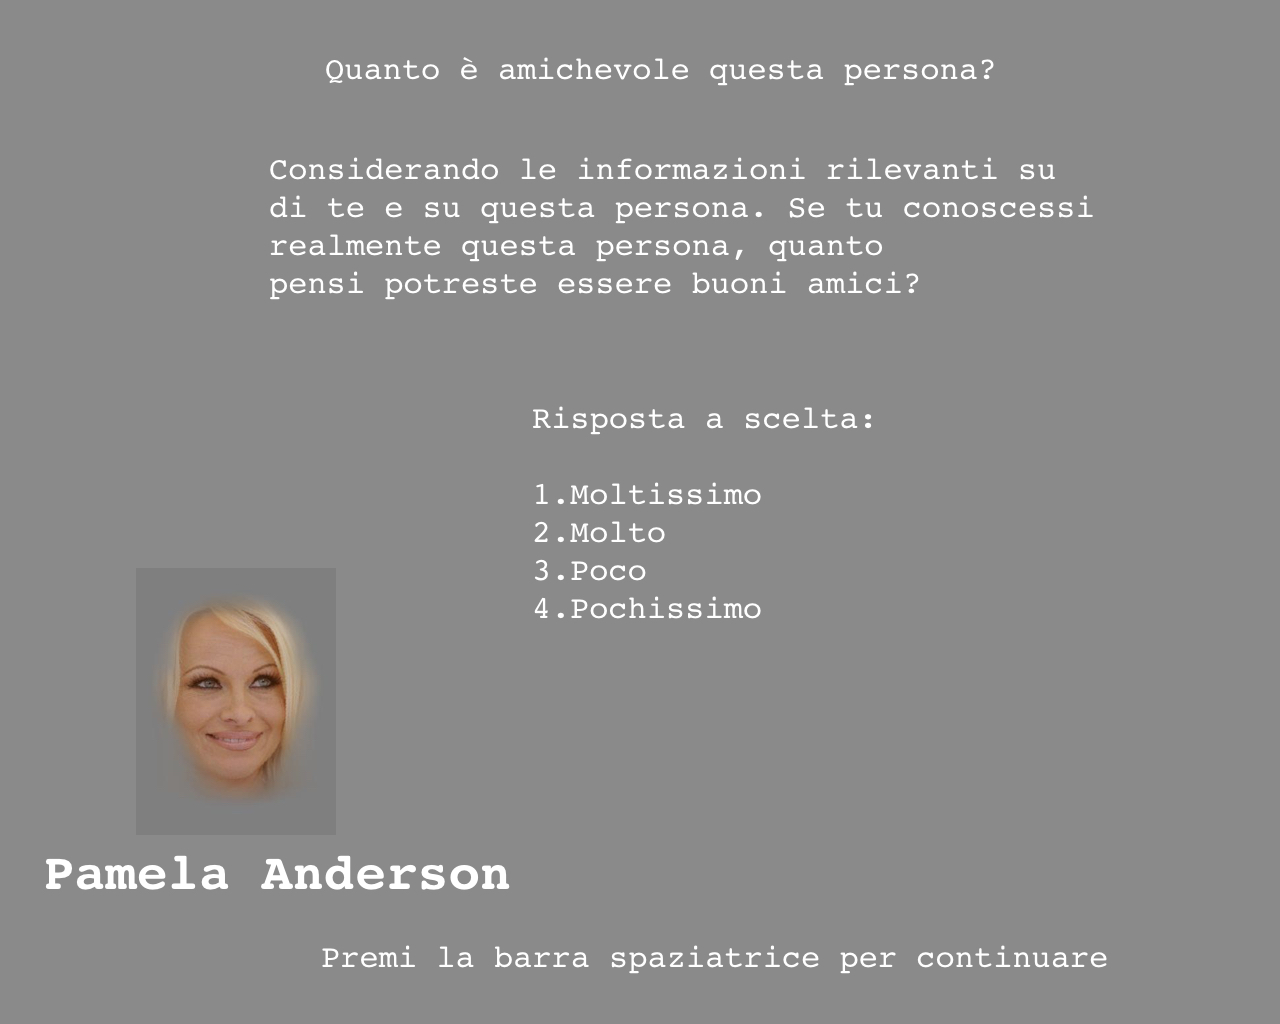 Quanto è amichevole questa persona?
Considerando le informazioni rilevanti su
di te e su questa persona. Se tu conoscessi
realmente questa persona, quanto
pensi potreste essere buoni amici?
Risposta a scelta:
1.Moltissimo
2.Molto
3.Poco
4.Pochissimo
Pamela Anderson
Premi la barra spaziatrice per continuare